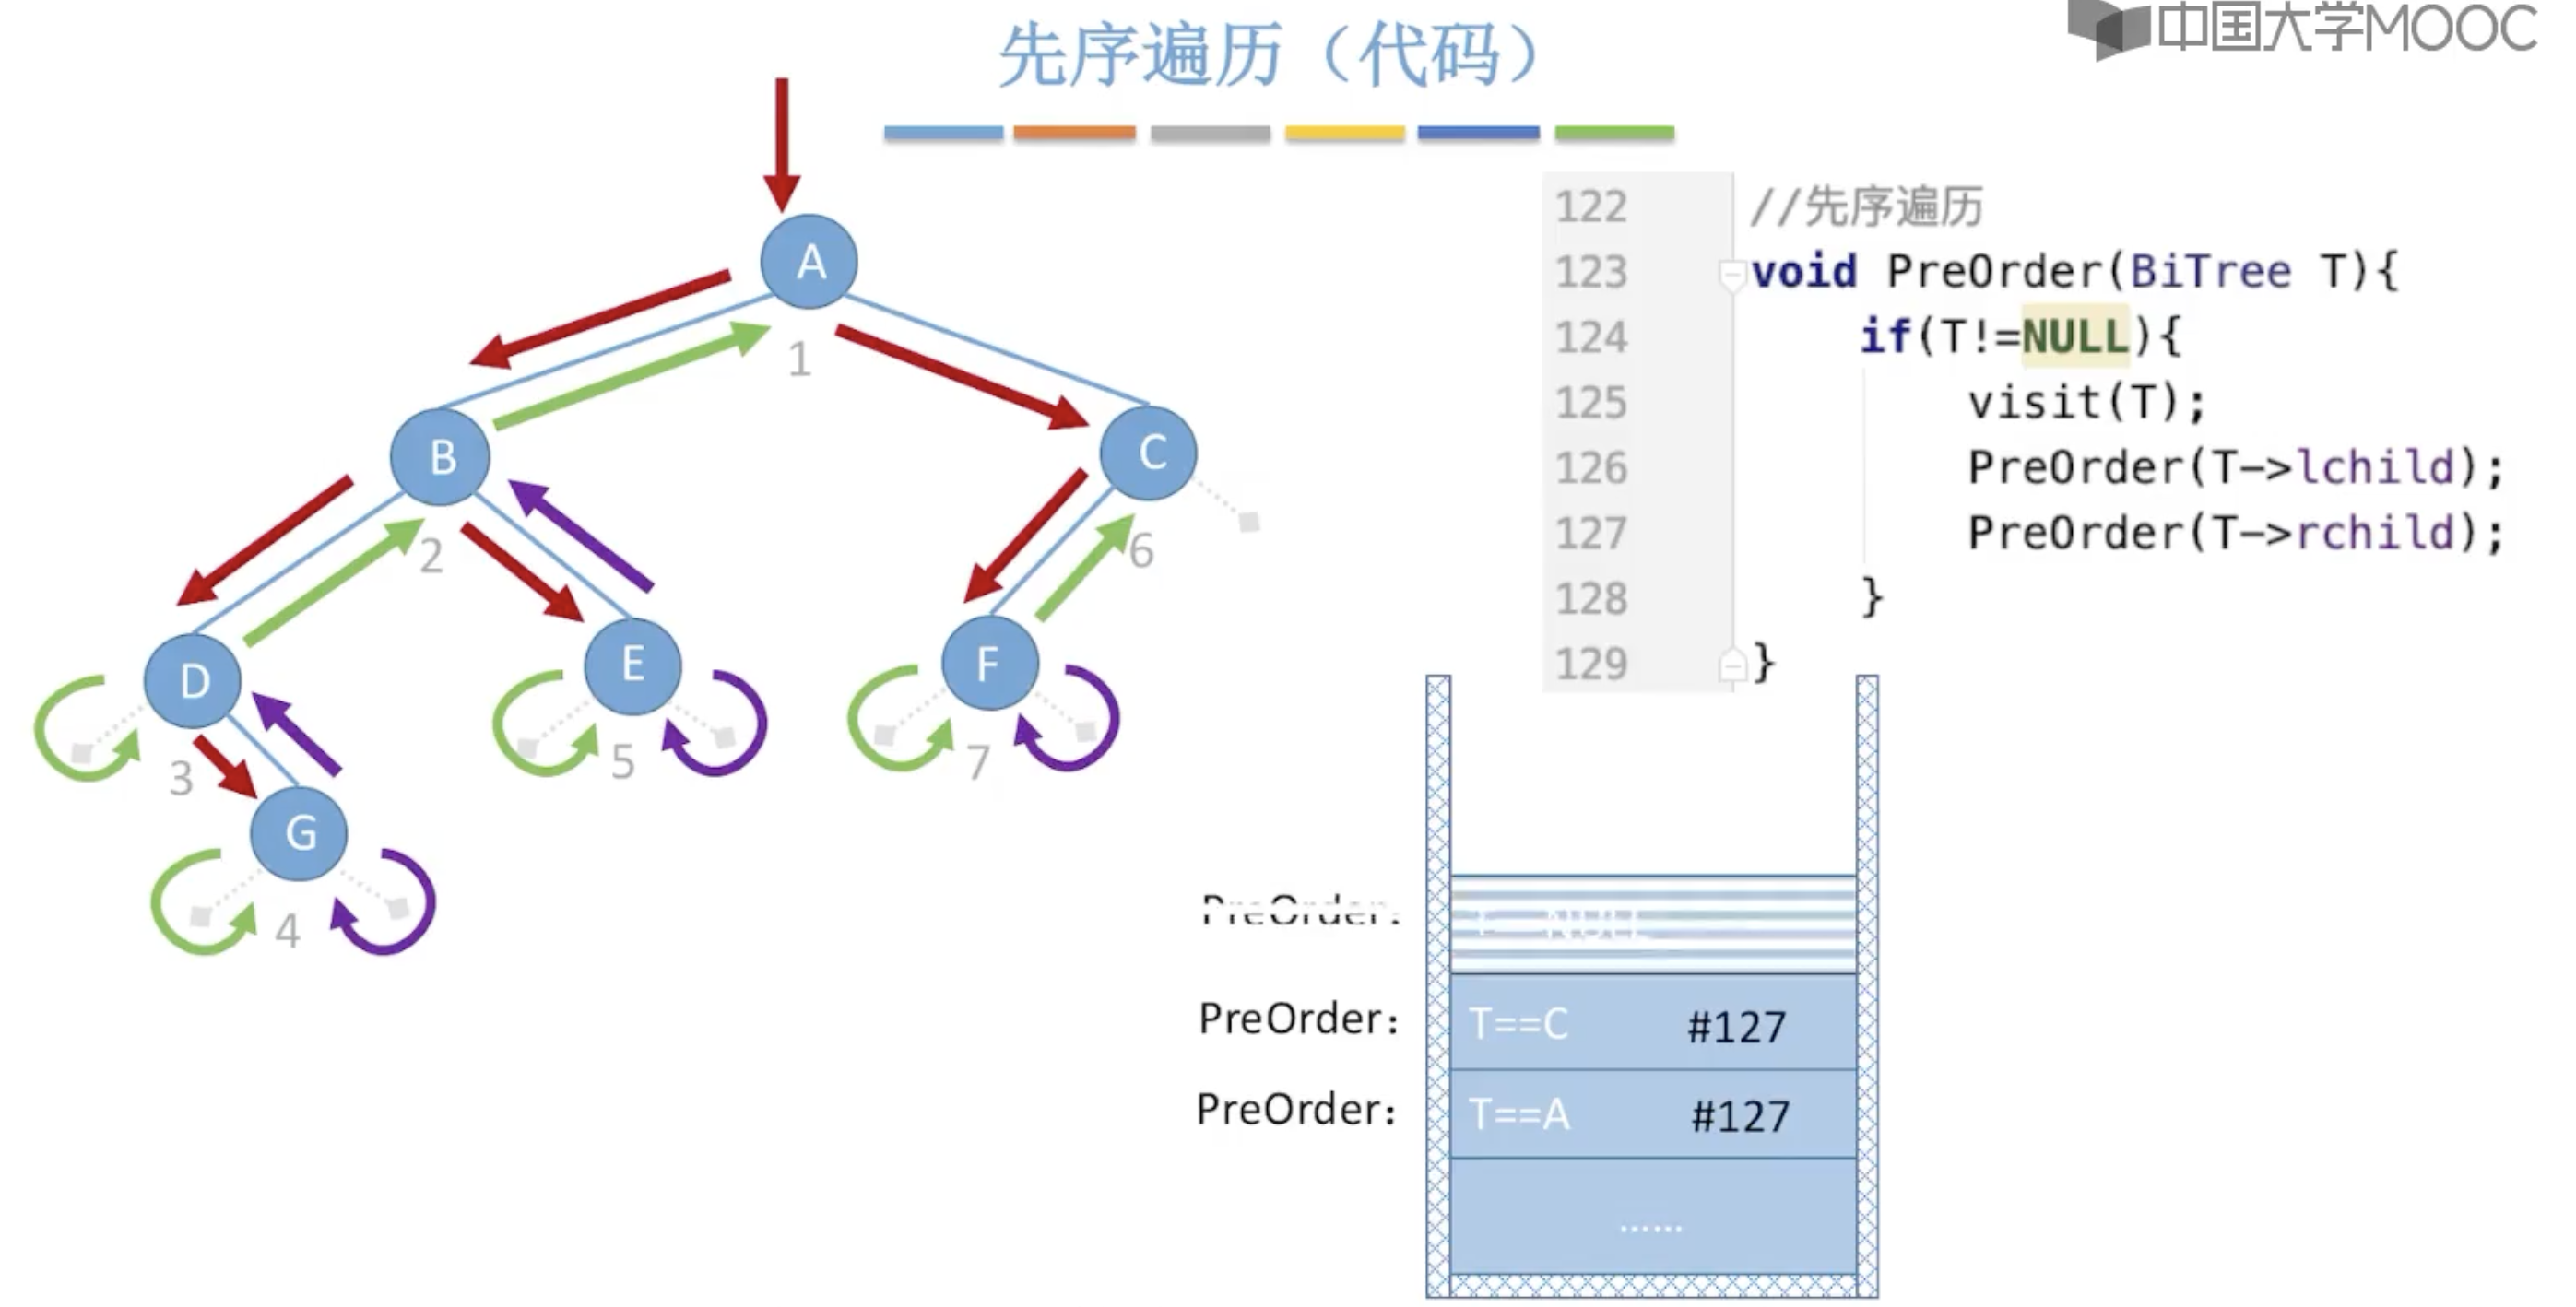 中国大学MOOC
先序遍历（代码）
A
1
B
C
2
6
D
E
F
3
5
7
G
4
122 //先序遍历
123 void PreOrder(BiTree T){
124 if(T!=NULL){
125 visit(T);
126 PreOrder(T->lchild);
127 PreOrder(T->rchild);
128 }
129 }
PreOrder:
PreOrder: T==C #127
PreOrder: T==A #127
……